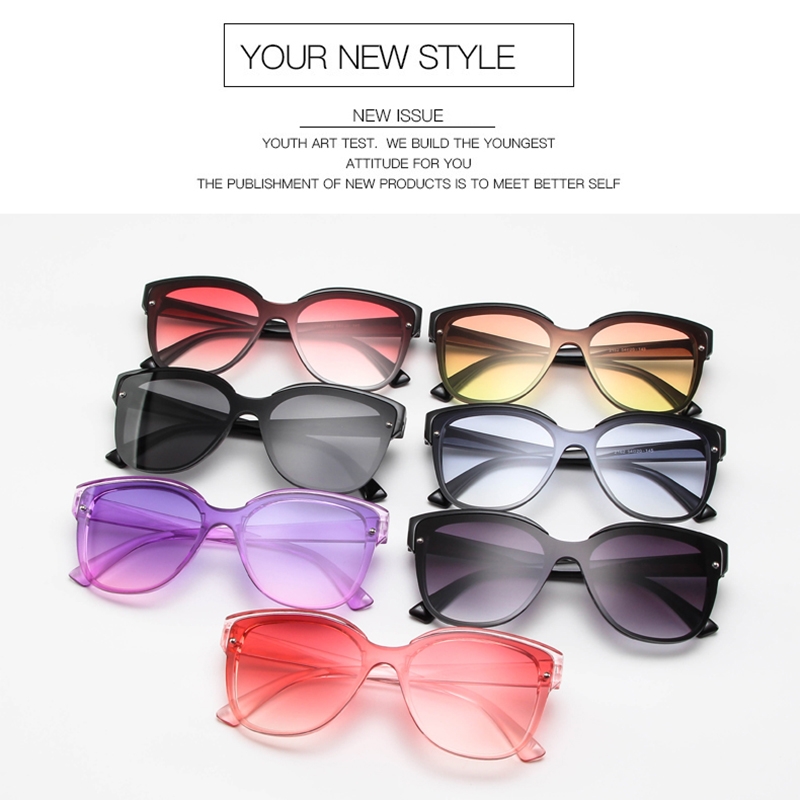 YOUR NEW STYLE
NEW ISSUE
YOUTH ART TEST. WE BUILD THE YOUNGEST
ATTITUDE FOR YOU
THE PUBLISHMENT OF NEW PRODUCTS IS TO MEET BETTER SELF